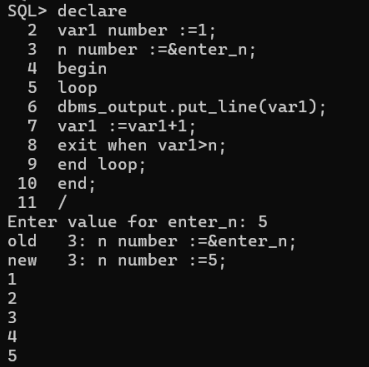 SQL> declare
  2  var1 number :=1;
  3  n number :=&enter_n;
  4  begin
  5  loop
  6  dbms_output.put_line(var1);
  7  var1 :=var1+1;
  8  exit when var1>n;
  9  end loop;
 10  end;
 11  /
Enter value for enter_n: 5
old   3: n number :=&enter_n;
new   3: n number :=5;
1
2
3
4
5